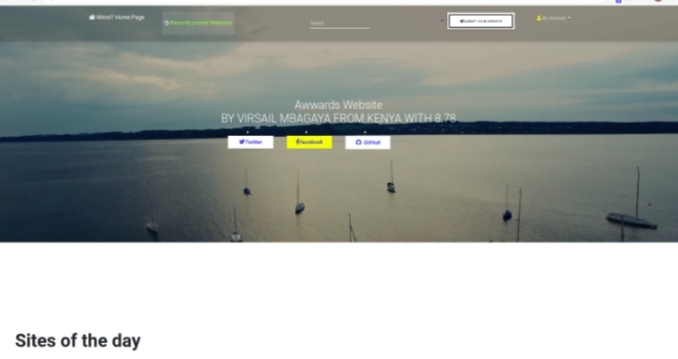 WinniT Home Page
Recently posted Websites
Search
SUBMIT YOUR WEBSITE
My Account
Awwards Website
BY VIRSAIL MBAGAYA FROM KENYA WITH 8.78
Twitter
Facebook
GitHub
Sites of the day